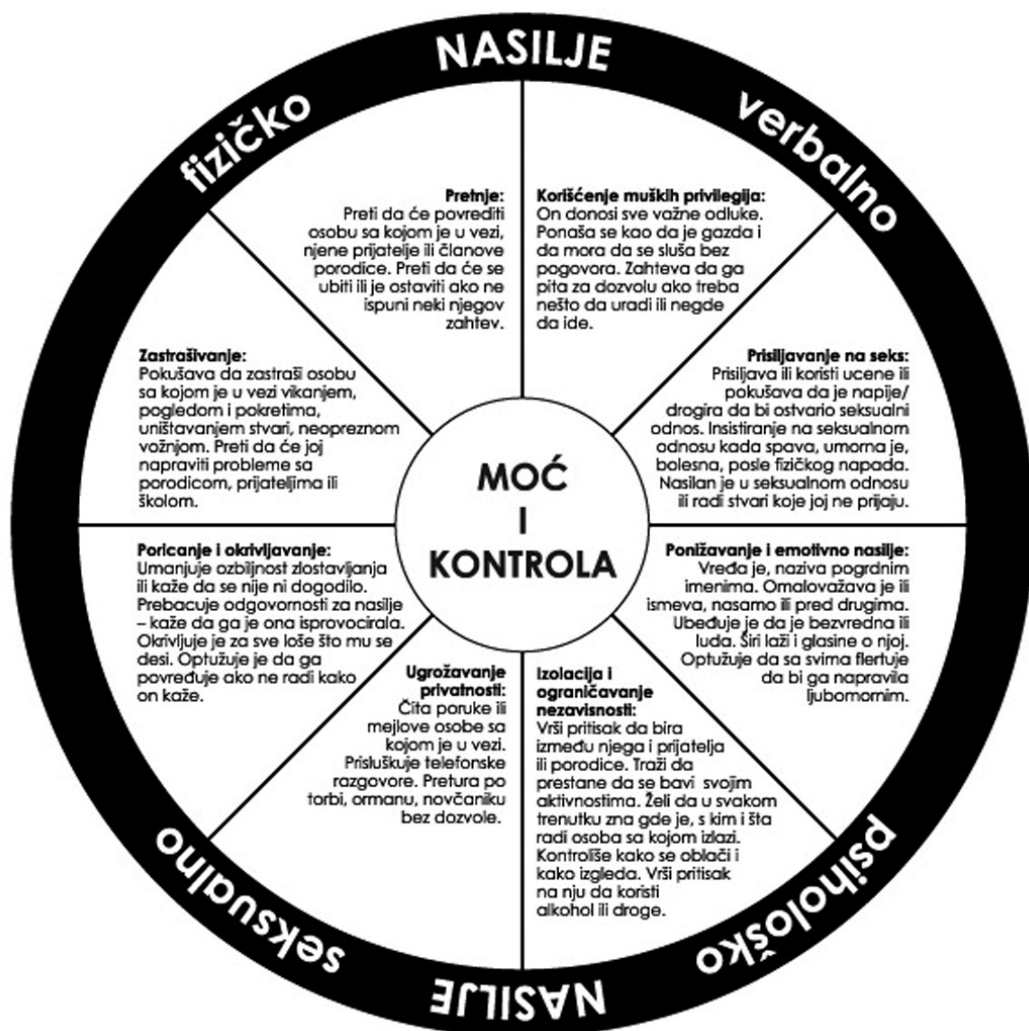 NASILJE
fizičko
verbalno
Pretnje:
Preti da će povrediti
osobu sa kojom je u vezi,
njene prijatelje ili članove
porodice. Preti da će se
ubiti ili je ostaviti ako ne
ispuni neki njegov
zahtev.
Korišćenje muških privilegija:
On donosi sve važne odluke.
Ponaša se kao da je gazda i
da mora da se sluša bez
pogovora. Zahteva da ga
pita za dozvolu ako treba
nešto da uradi ili negde
da ide.
Zastrašivanje:
Pokušava da zastraši osobu
sa kojom je u vezi vikanjem,
pogledom i pokretima,
uništavanjem stvari, neopreznom
vožnjom. Preti da će joj
napraviti probleme sa
porodicom, prijateljima ili
školom.
Prisiljavanje na seks:
Prisiljava ili koristi ucene ili
pokušava da je napije/
drogira da bi ostvario seksualni
odnos. Insistiranje na seksualnom
odnosu kada spava, umorna je,
bolesna, posle fizičkog napada.
Nasilan je u seksualnom odnosu
ili radi stvari koje joj ne prijaju.
MOĆ
I
KONTROLA
Poricanje i okrivljavanje:
Umanjuje ozbiljnost zlostavljanja
ili kaže da se nije ni dogodilo.
Prebacuje odgovornosti za nasilje
– kaže da ga je ona isprovocirala.
Okrivljuje je za sve loše što mu se
desi. Optužuje je da ga
povređuje ako ne radi kako
on kaže.
Ponižavanje i emotivno nasilje:
Vređa je, naziva pogrdnim
imenima. Omalovažava je ili
ismeva, nasamo ili pred drugima.
Ubeđuje je da je bezvredna ili
luda. Širi laži i glasine o njoj.
Optužuje da sa svima flertuje
da bi ga napravila
ljubomornim.
Ugrožavanje
privatnosti:
Čita poruke ili
mejlove osobe sa
kojom je u vezi.
Prisluškuje telefonske
razgovore. Pretura po
torbi, ormanu, novčaniku
bez dozvole.
Izolacija i
ograničavanje
nezavisnosti:
Vrši pritisak da bira
između njega i prijatelja
ili porodice. Traži da
prestane da se bavi svojim
aktivnostima. Želi da u svakom
trenutku zna gde je, s kim i šta
radi osoba sa kojom izlazi.
Kontroliše kako se oblači i
kako izgleda. Vrši pritisak
na nju da koristi
alkohol ili droge.
seksualno
psihološko
NASILJE